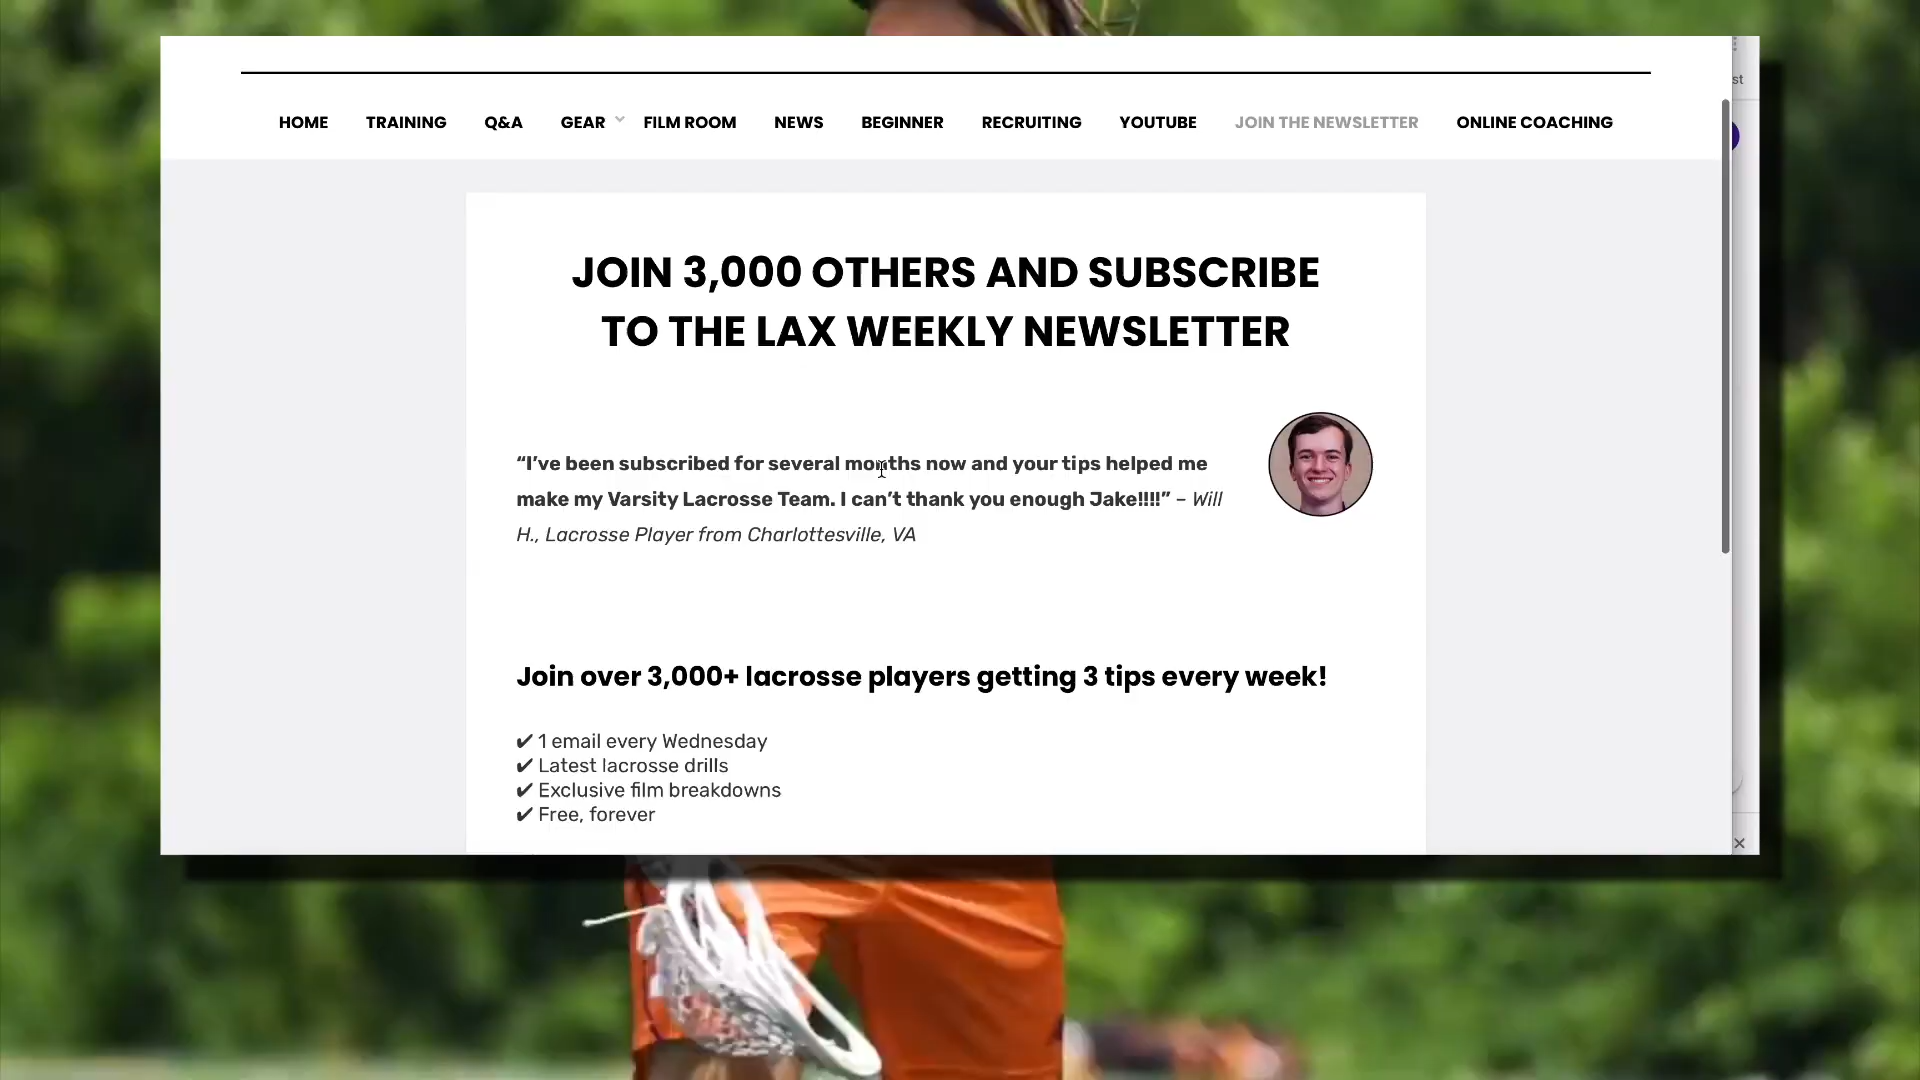 st
HOME TRAINING Q&A GEAR FILM ROOM NEWS BEGINNER RECRUITING YOUTUBE JOIN THE NEWSLETTER ONLINE COACHING
JOIN 3,000 OTHERS AND SUBSCRIBE
TO THE LAX WEEKLY NEWSLETTER
“I’ve been subscribed for several months now and your tips helped me
make my Varsity Lacrosse Team. I can’t thank you enough Jake!!!!” – Will
H., Lacrosse Player from Charlottesville, VA
Join over 3,000+ lacrosse players getting 3 tips every week!
✔ 1 email every Wednesday
✔ Latest lacrosse drills
✔ Exclusive film breakdowns
✔ Free, forever